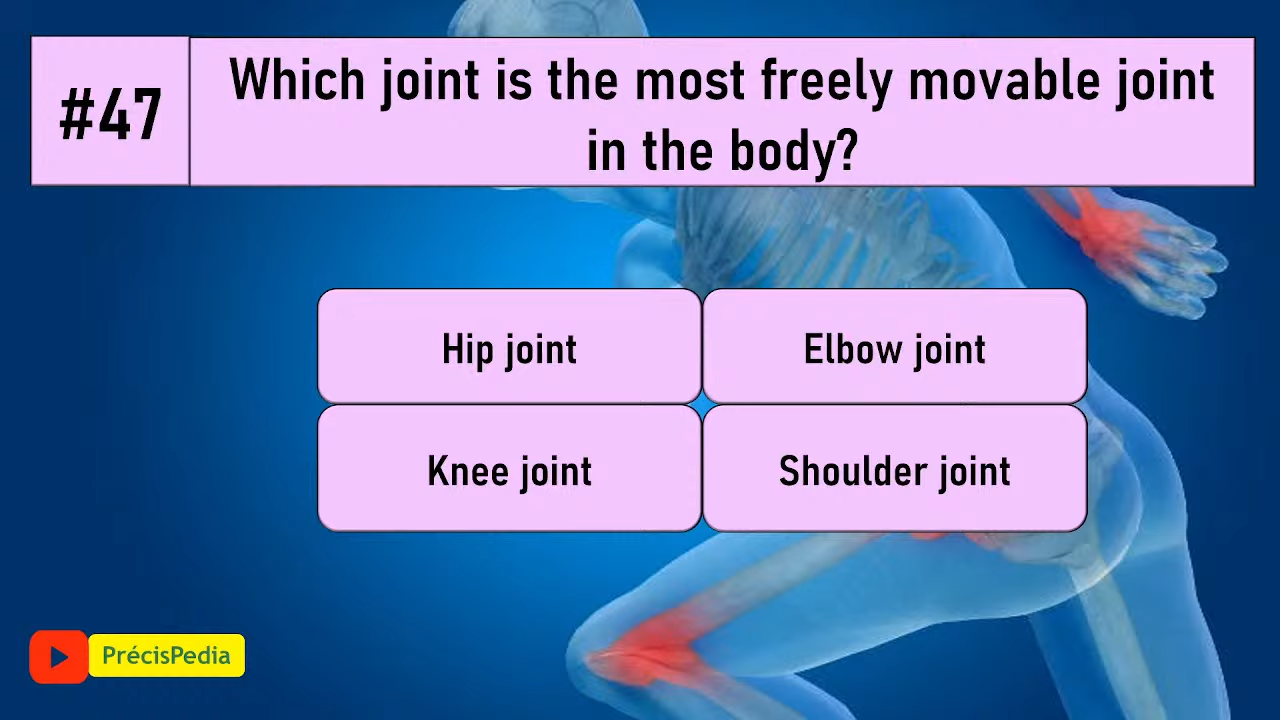 #47
Which joint is the most freely movable joint
in the body?
Hip joint
Elbow joint
Knee joint
Shoulder joint
PrécisPedia